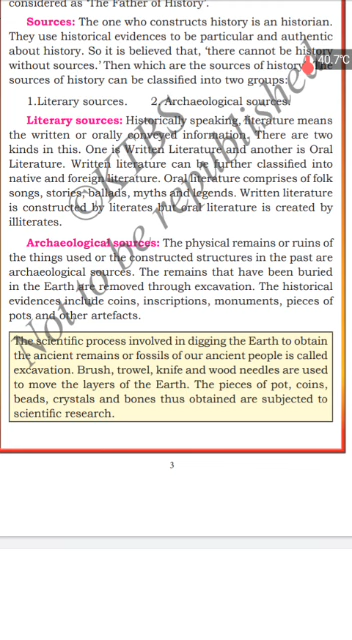 considered as 'The Father of History'.
Sources: The one who constructs history is an historian.
They use historical evidences to be particular and authentic
about history. So it is believed that, 'there cannot be history
without sources.' Then which are the sources of history? The
sources of history can be classified into two groups:
1.Literary sources. 2. Archaeological sources.
Literary sources: Historically speaking, literature means
the written or orally conveyed information. There are two
kinds in this. One is Written Literature and another is Oral
Literature. Written literature can be further classified into
native and foreign literature. Oral literature comprises of folk
songs, stories, ballads, myths and legends. Written literature
is constructed by literates but oral literature is created by
illiterates.
Archaeological sources: The physical remains or ruins of
the things used or the constructed structures in the past are
archaeological sources. The remains that have been buried
in the Earth are removed through excavation. The historical
evidences include coins, inscriptions, monuments, pieces of
pots and other artefacts.
The scientific process involved in digging the Earth to obtain
the ancient remains or fossils of our ancient people is called
excavation. Brush, trowel, knife and wood needles are used
to move the layers of the Earth. The pieces of pot, coins,
beads, crystals and bones thus obtained are subjected to
scientific research.
3
©KTBS
Not to be republished
40.7°C